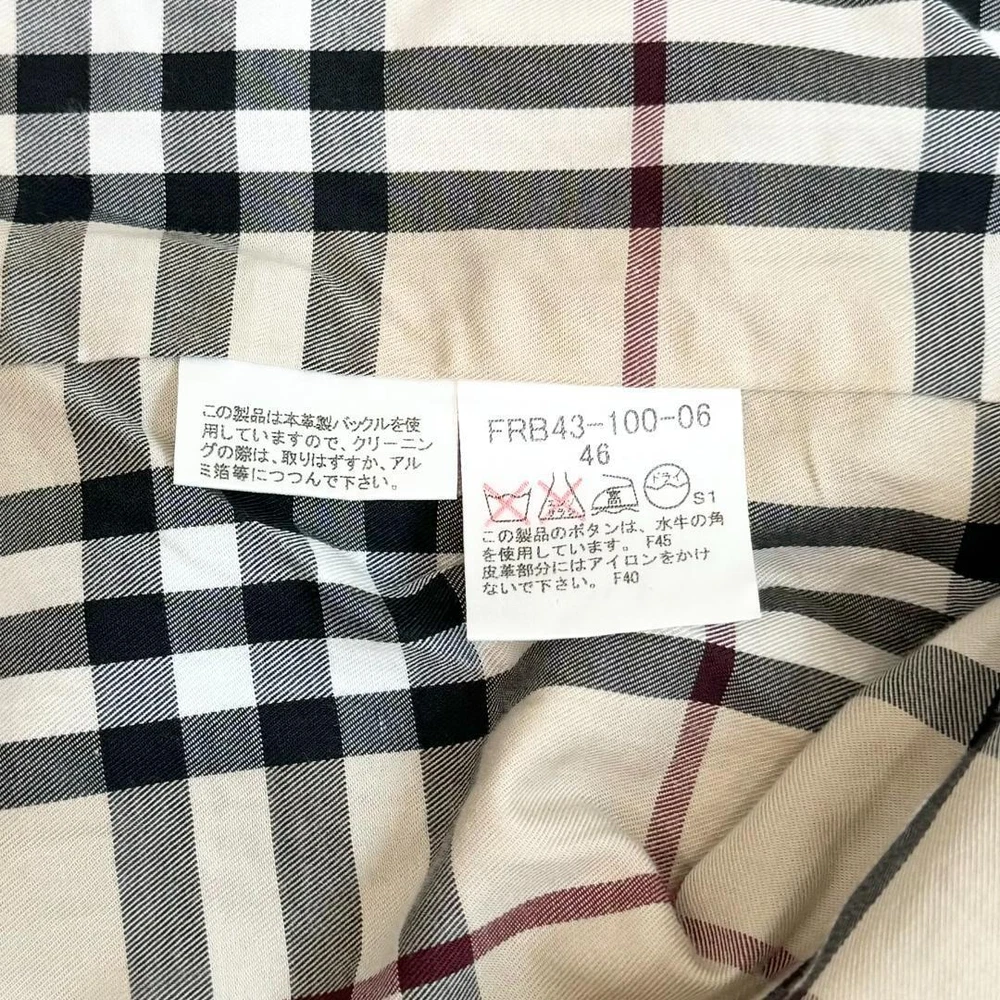 この製品は本革製バックルを使
用していますので、クリーニン
グの際は、取りはずすか、アル
ミ箔等につつんで下さい。
FRB43-100-06
46
ドライ
S1
この製品のボタンは、水牛の角
を使用しています。 F45
皮革部分にはアイロンをかけ
ないで下さい。 F40